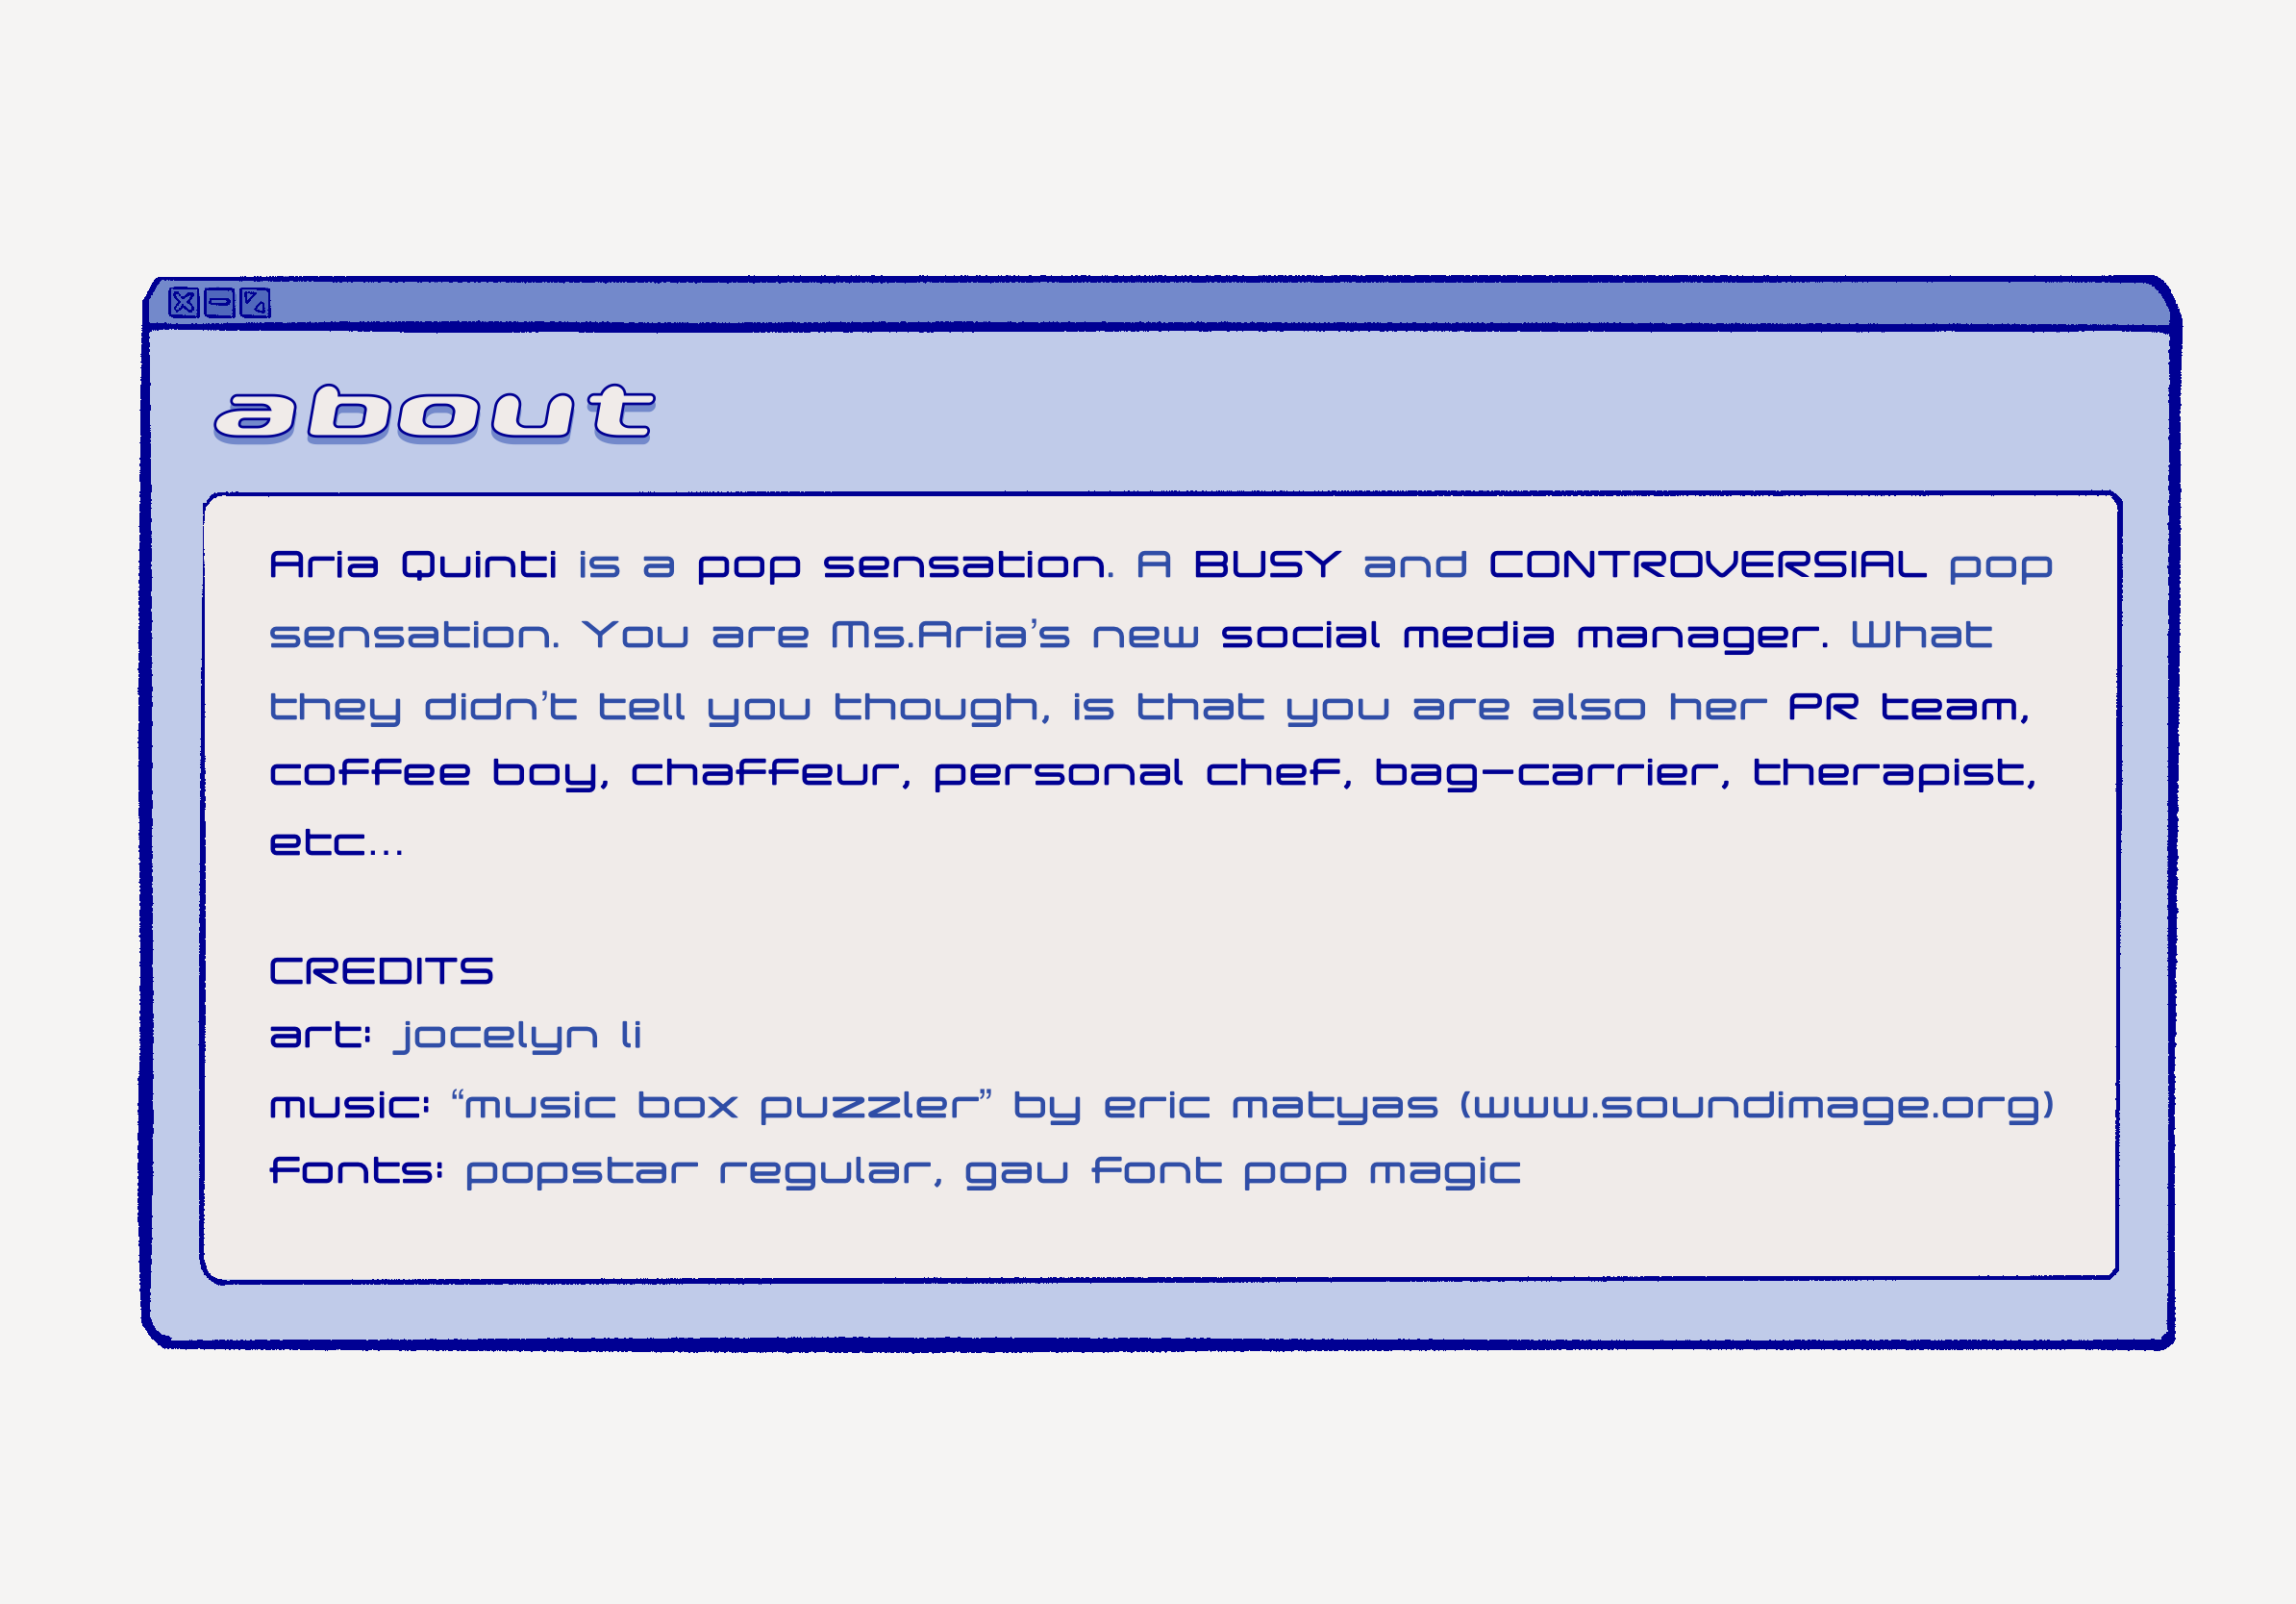 about
Aria Quinti is a pop sensation. A BUSY and CONTROVERSIAL pop
sensation. You are Ms.Aria’s new social media manager. What
they didn’t tell you though, is that you are also her PR team,
coffee boy, chaffeur, personal chef, bag-carrier, therapist,
etc...
CREDITS
art: jocelyn li
music: “music box puzzler” by eric matyas (www.soundimage.org)
fonts: popstar regular, gau font pop magic